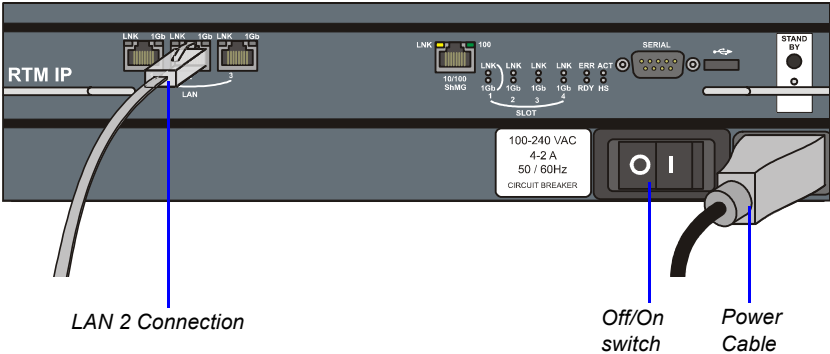 LNK 1Gb LNK 1Gb LNK 1Gb
RTM IP
3
LAN
LNK 100
10/100
ShMG
LNK LNK LNK LNK
1Gb 1Gb 1Gb 1Gb
1 2 3 4
SLOT
ERR ACT
RDY HS
SERIAL
STAND
BY
100-240 VAC
4-2 A
50 / 60Hz
CIRCUIT BREAKER
O I
LAN 2 Connection
Off/On
switch
Power
Cable